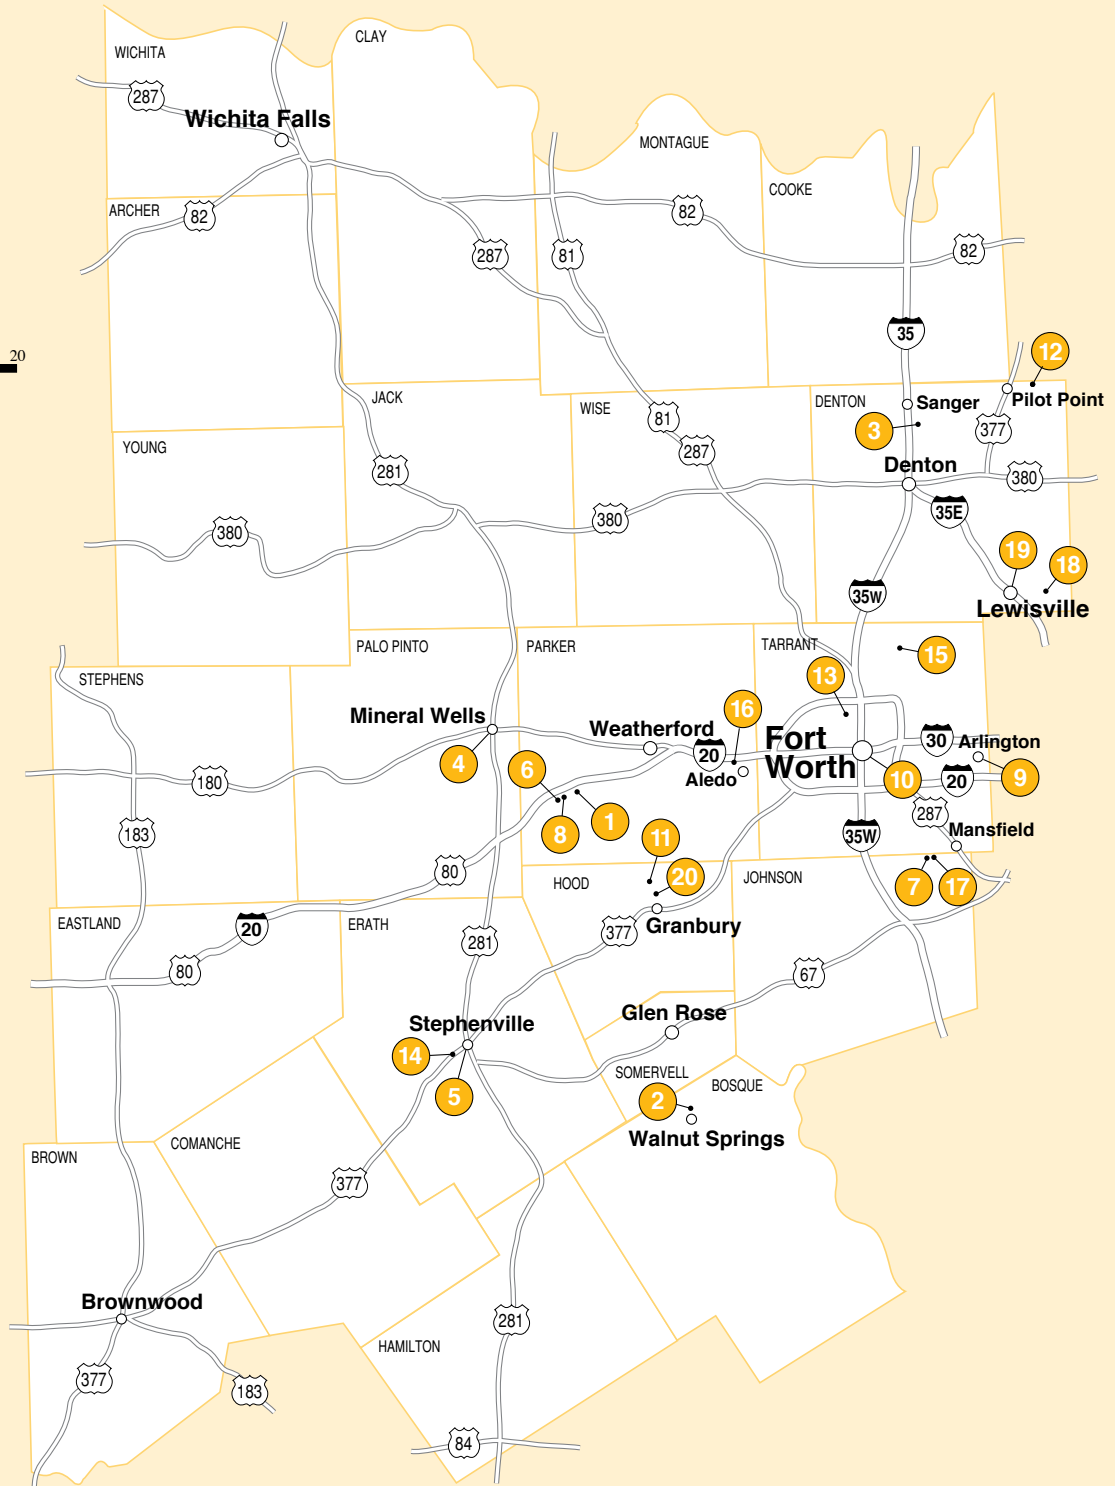 CLAY
WICHITA
287
Wichita Falls
MONTAGUE
COOKE
ARCHER
82
82
82
287
81
35
20
12
JACK
WISE
DENTON
Sanger
Pilot Point
81
3
377
YOUNG
287
Denton
281
380
380
380
35E
19
18
35W
Lewisville
PALO PINTO
PARKER
TARRANT
15
STEPHENS
13
Mineral Wells
16
Weatherford
Fort
Worth
30
Arlington
4
6
20
Aledo
10
20
9
180
1
287
183
8
11
35W
Mansfield
80
HOOD
20
JOHNSON
7
17
EASTLAND
20
ERATH
Granbury
281
377
80
67
Stephenville
Glen Rose
14
SOMERVELL
BOSQUE
5
2
Walnut Springs
COMANCHE
BROWN
377
Brownwood
281
HAMILTON
377
183
84